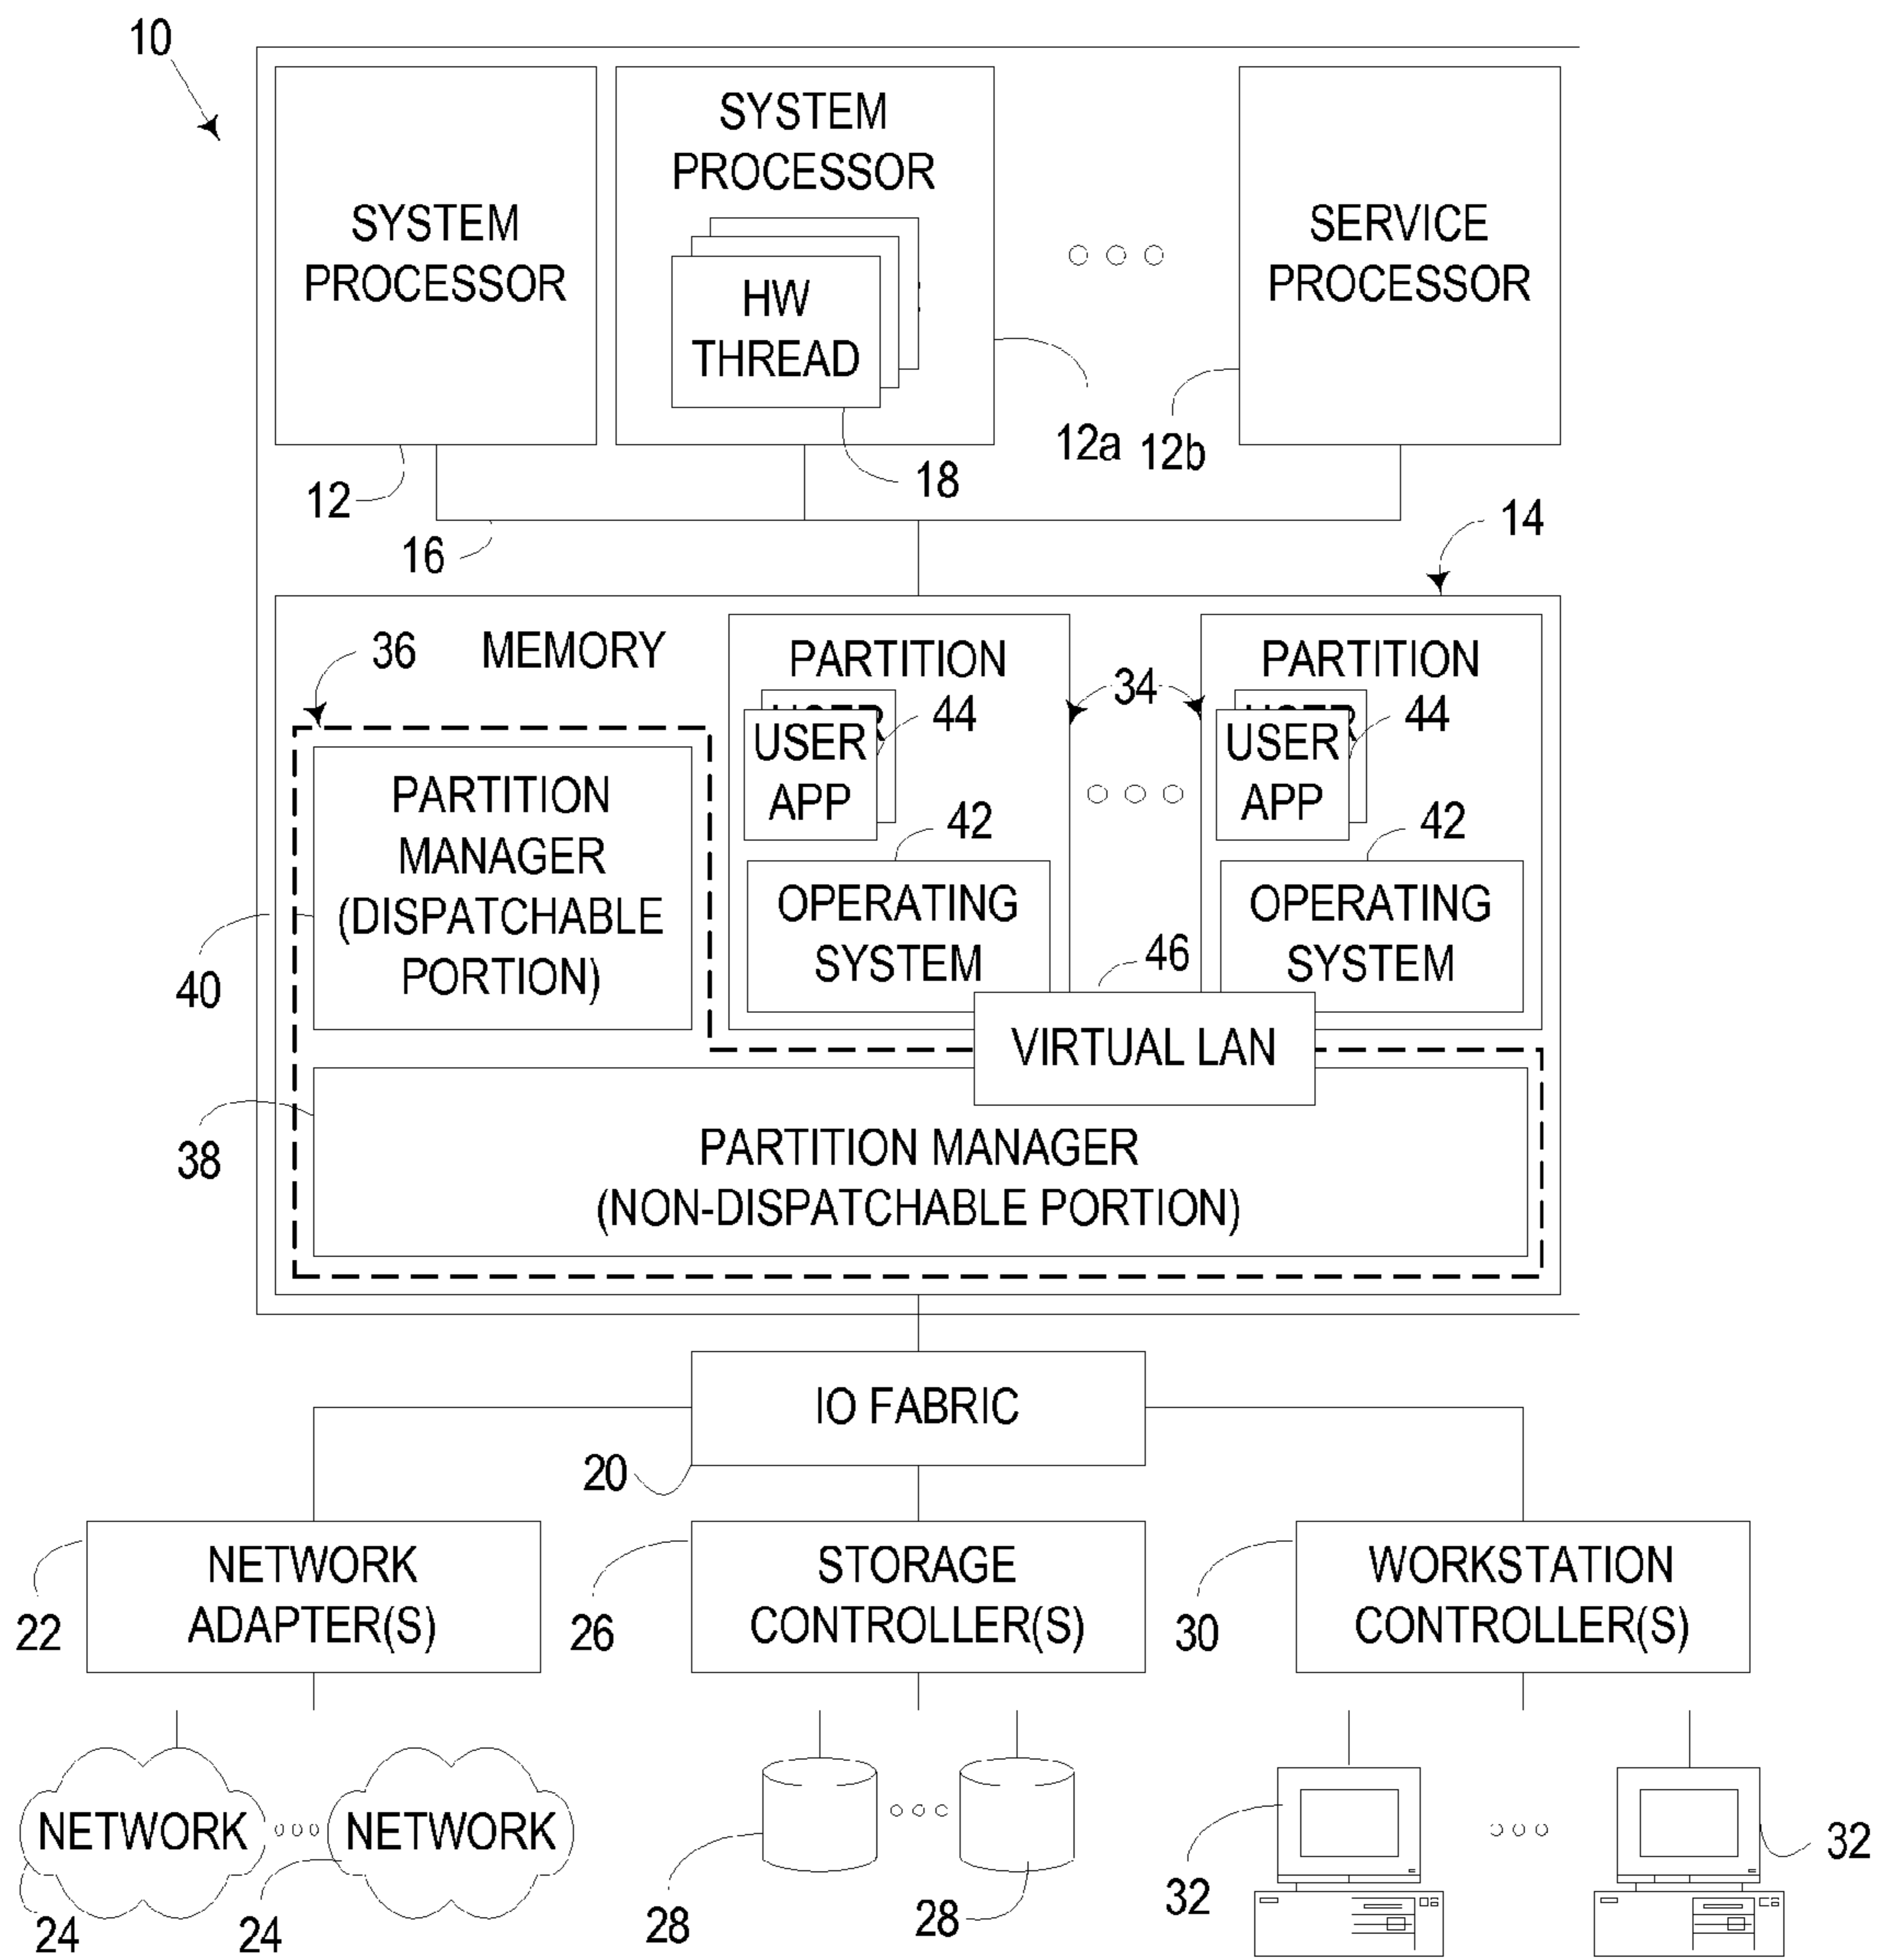 10
SYSTEM
PROCESSOR
SYSTEM
PROCESSOR
HW
THREAD
SERVICE
PROCESSOR
12
18
12a
12b
16
14
36
MEMORY
PARTITION
USER
USER
APP
44
34
PARTITION
USER
USER
APP
44
PARTITION
MANAGER
(DISPATCHABLE
PORTION)
40
42
OPERATING
SYSTEM
46
42
OPERATING
SYSTEM
VIRTUAL LAN
38
PARTITION MANAGER
(NON-DISPATCHABLE PORTION)
IO FABRIC
20
22
NETWORK
ADAPTER(S)
26
STORAGE
CONTROLLER(S)
30
WORKSTATION
CONTROLLER(S)
NETWORK
NETWORK
24
24
28
28
32
32